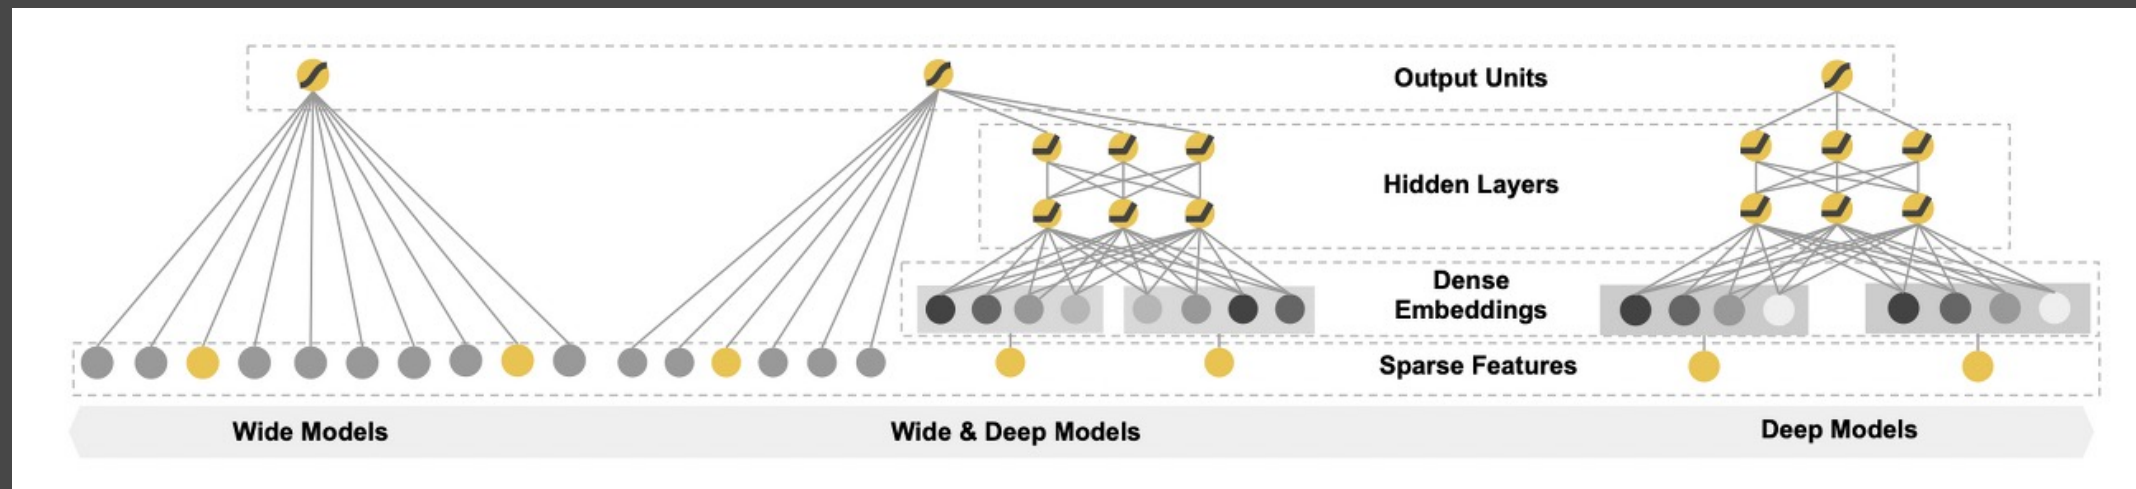 Output Units
Hidden Layers
Dense
Embeddings
Sparse Features
Wide Models
Wide & Deep Models
Deep Models